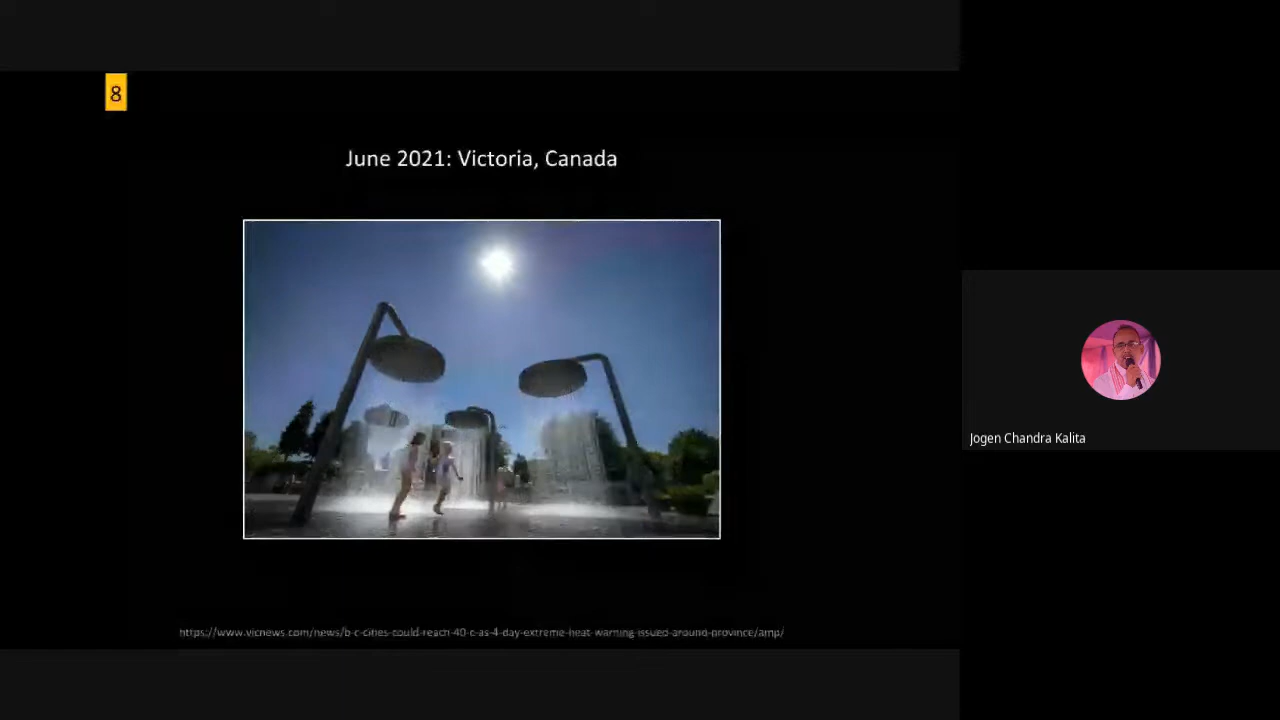 8
June 2021: Victoria, Canada
https://www.vicnews.com/news/b-c-cities-could-reach-40-c-as-4-day-extreme-heat-warning-issued-around-province/amp/
Jogen Chandra Kalita